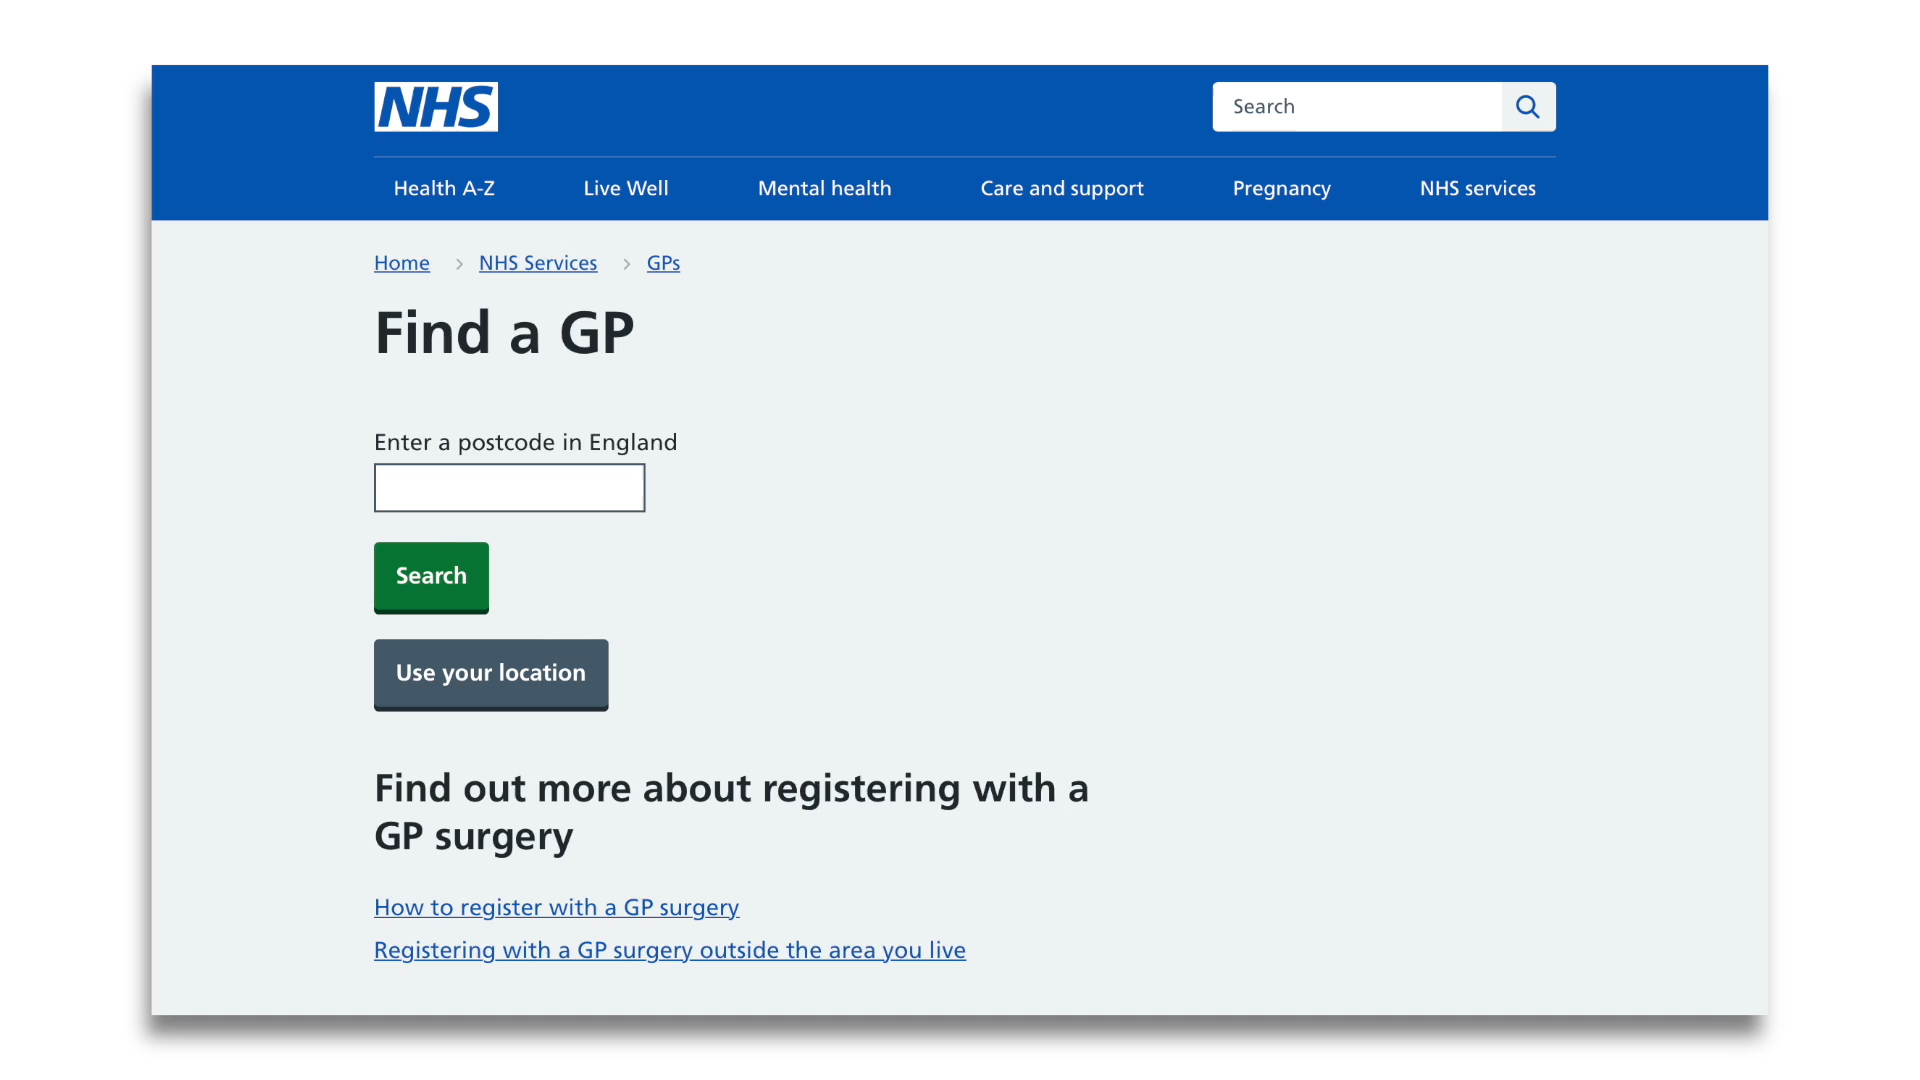 NHS
Search
Health A-Z
Live Well
Mental health
Care and support
Pregnancy
NHS services
Home > NHS Services > GPs
Find a GP
Enter a postcode in England
Search
Use your location
Find out more about registering with a
GP surgery
How to register with a GP surgery
Registering with a GP surgery outside the area you live